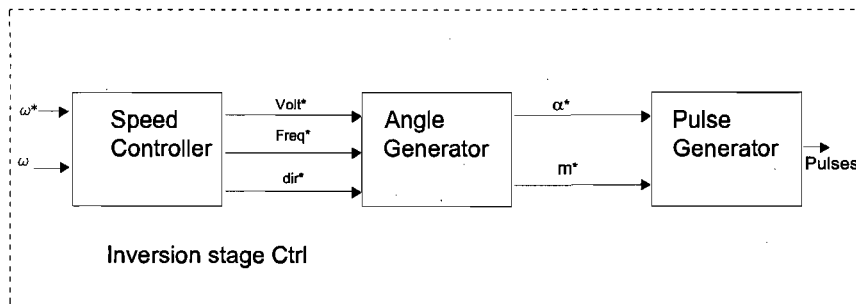 ω*
ω
Speed
Controller
Volt*
Freq*
dir*
Angle
Generator
α*
m*
Pulse
Generator
Pulses
Inversion stage Ctrl